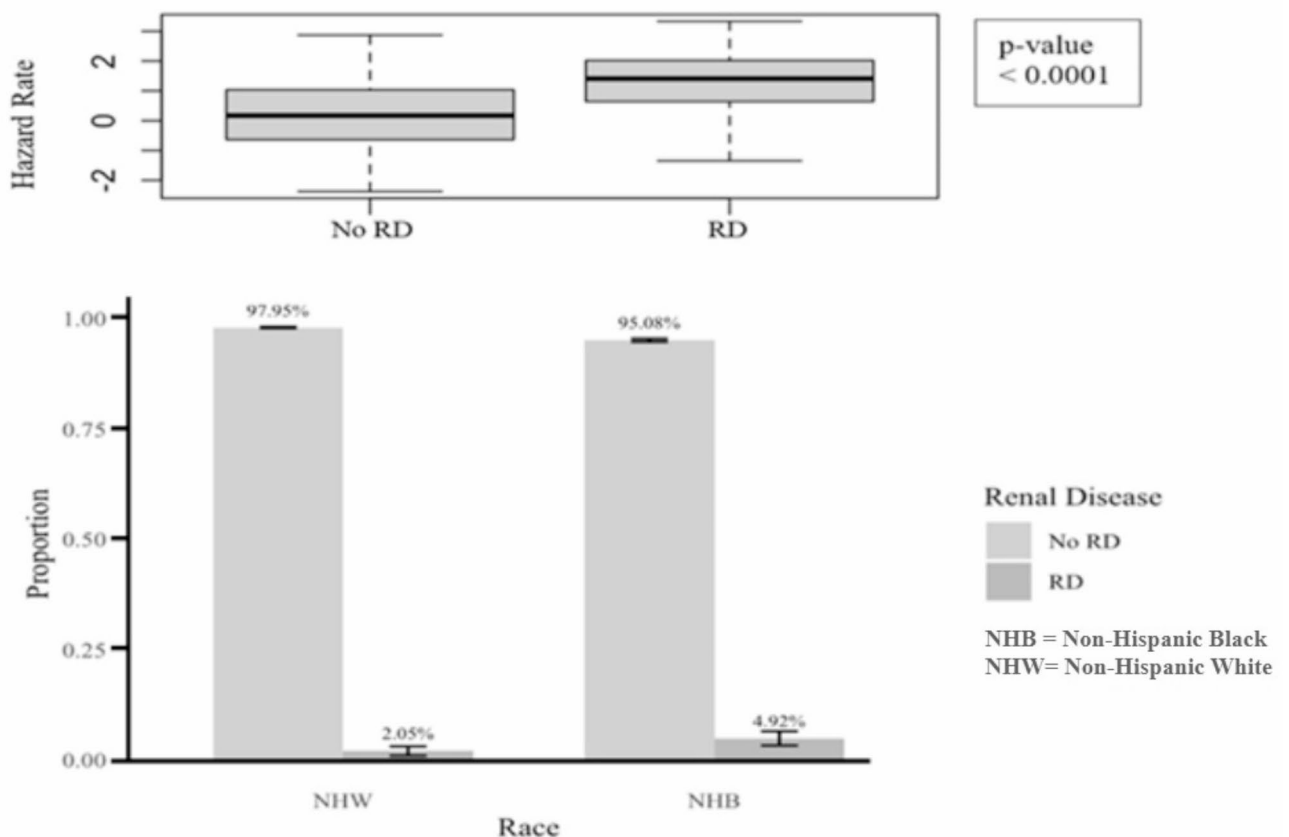 Hazard Rate
2
0
-2
No RD
RD
p-value
< 0.0001
Proportion
1.00
0.75
0.50
0.25
0.00
97.95%
2.05%
95.08%
4.92%
NHW
NHB
Race
Renal Disease
No RD
RD
NHB = Non-Hispanic Black
NHW= Non-Hispanic White